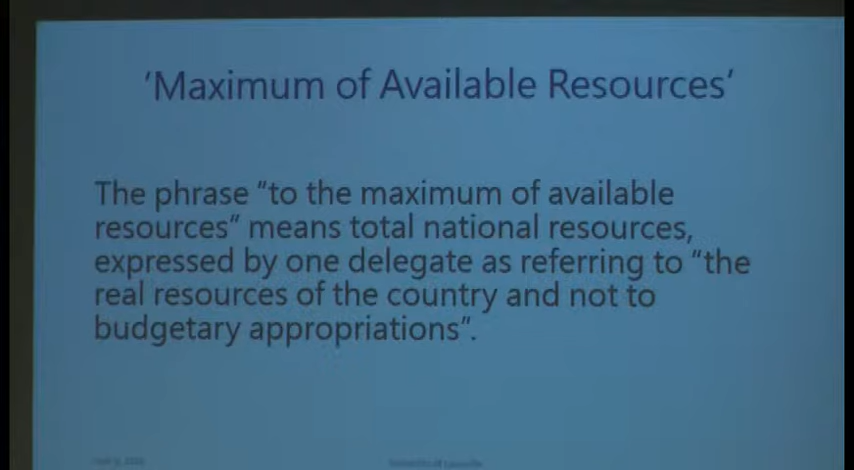 ‘Maximum of Available Resources’
The phrase “to the maximum of available
resources” means total national resources,
expressed by one delegate as referring to “the
real resources of the country and not to
budgetary appropriations”.